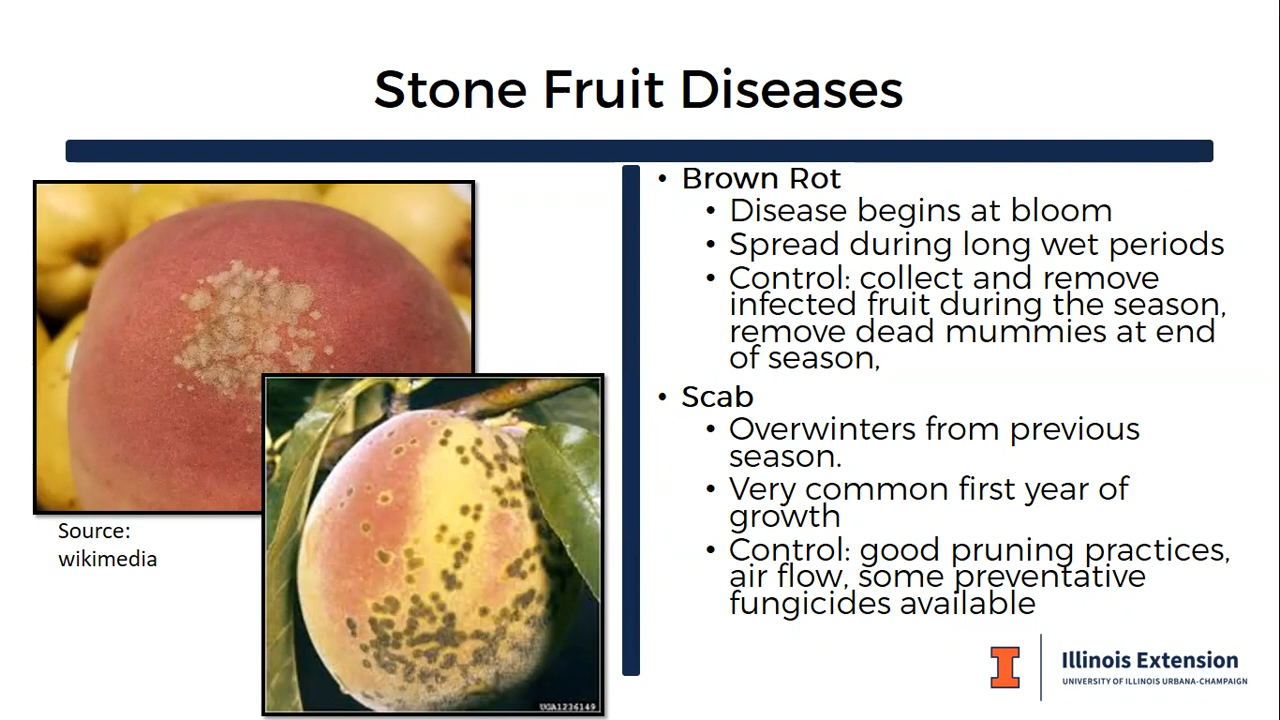 Stone Fruit Diseases
• Brown Rot
• Disease begins at bloom
• Spread during long wet periods
• Control: collect and remove
infected fruit during the season,
remove dead mummies at end
of season,
• Scab
• Overwinters from previous
season.
• Very common first year of
growth
• Control: good pruning practices,
air flow, some preventative
fungicides available
Source:
wikimedia
UGA1236149
Illinois Extension
UNIVERSITY OF ILLINOIS URBANA-CHAMPAIGN